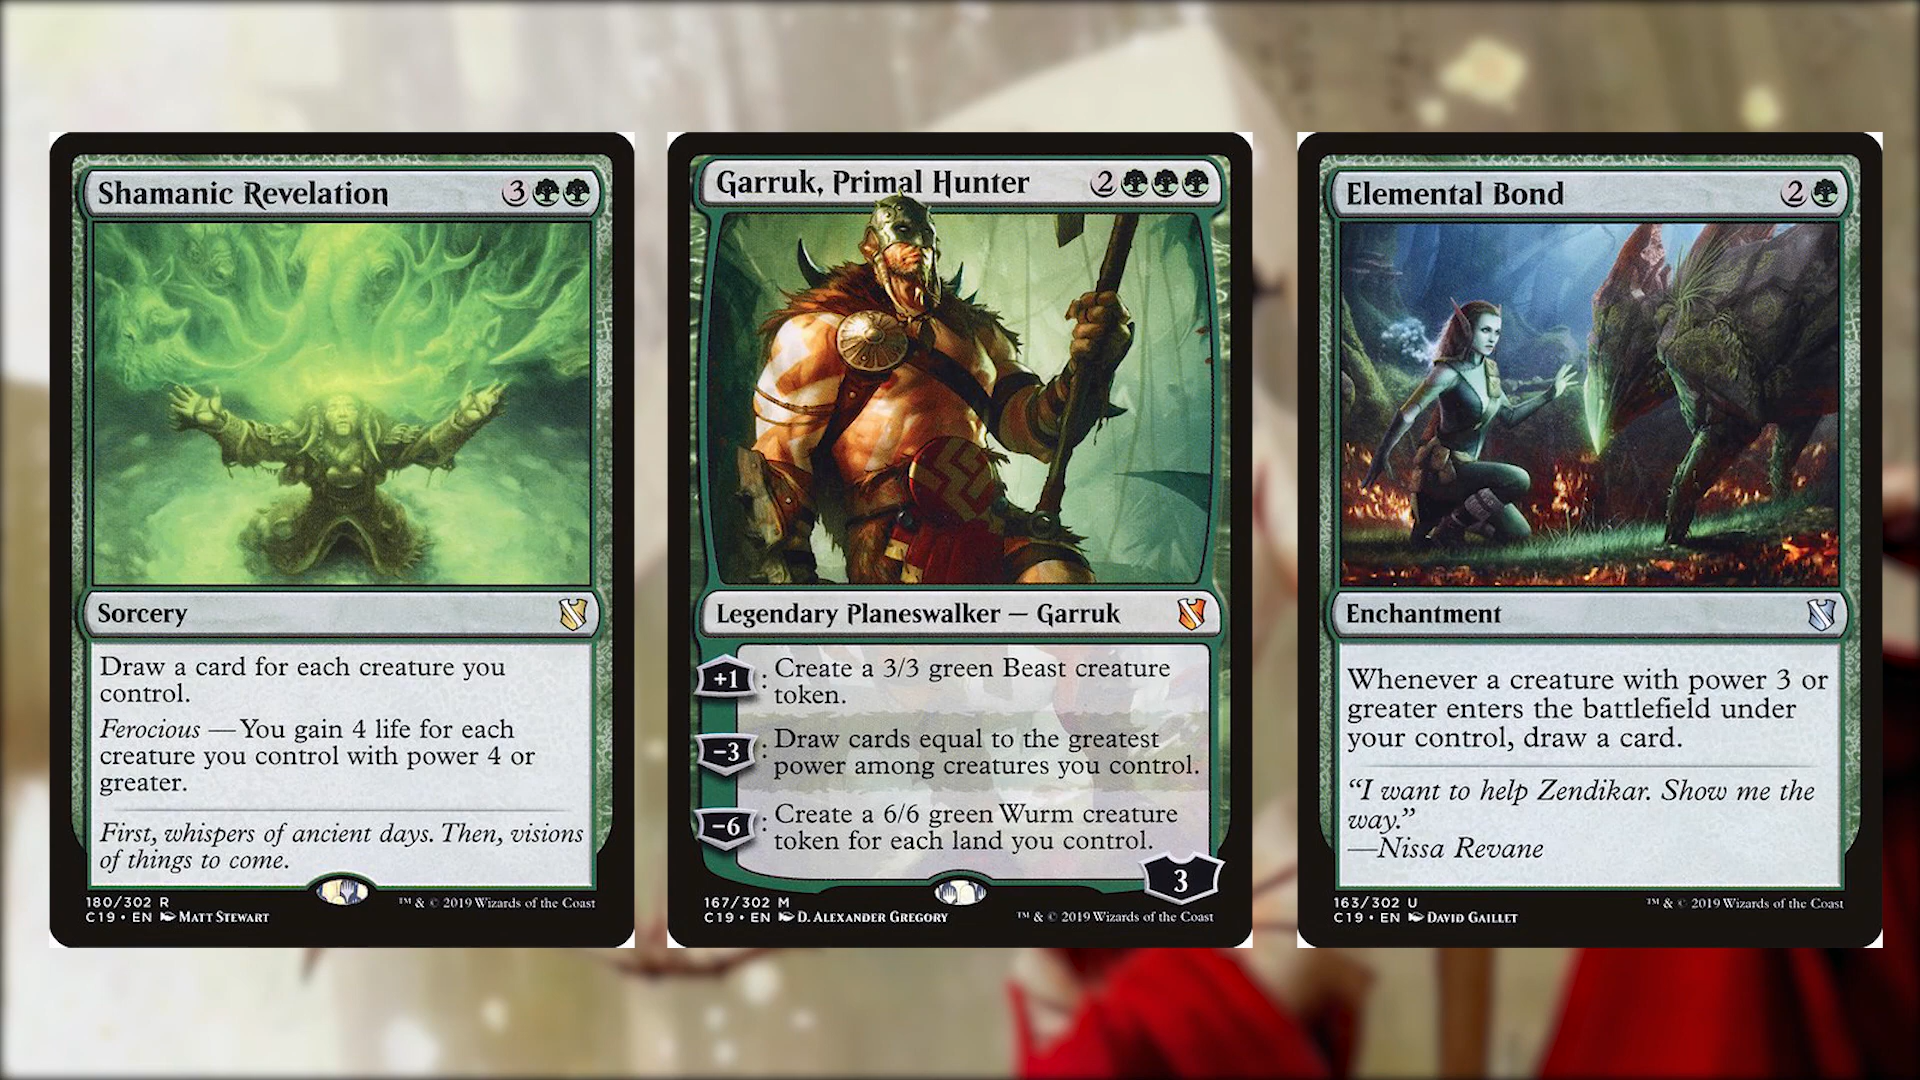 Shamanic Revelation 3
Sorcery
Draw a card for each creature you
control.
Ferocious — You gain 4 life for each
creature you control with power 4 or
greater.
First, whispers of ancient days. Then, visions
of things to come.
180/302 R
C19 • EN Matt Stewart
™ & © 2019 Wizards of the Coast
Garruk, Primal Hunter 2
Legendary Planeswalker — Garruk
+1 : Create a 3/3 green Beast creature
token.
−3 : Draw cards equal to the greatest
power among creatures you control.
−6 : Create a 6/6 green Wurm creature
token for each land you control.
3
167/302 M
C19 • EN D. Alexander Gregory
™ & © 2019 Wizards of the Coast
Elemental Bond 2
Enchantment
Whenever a creature with power 3 or
greater enters the battlefield under
your control, draw a card.
“I want to help Zendikar. Show me the
way.”
—Nissa Revane
163/302 U
C19 • EN David Gaillet
™ & © 2019 Wizards of the Coast